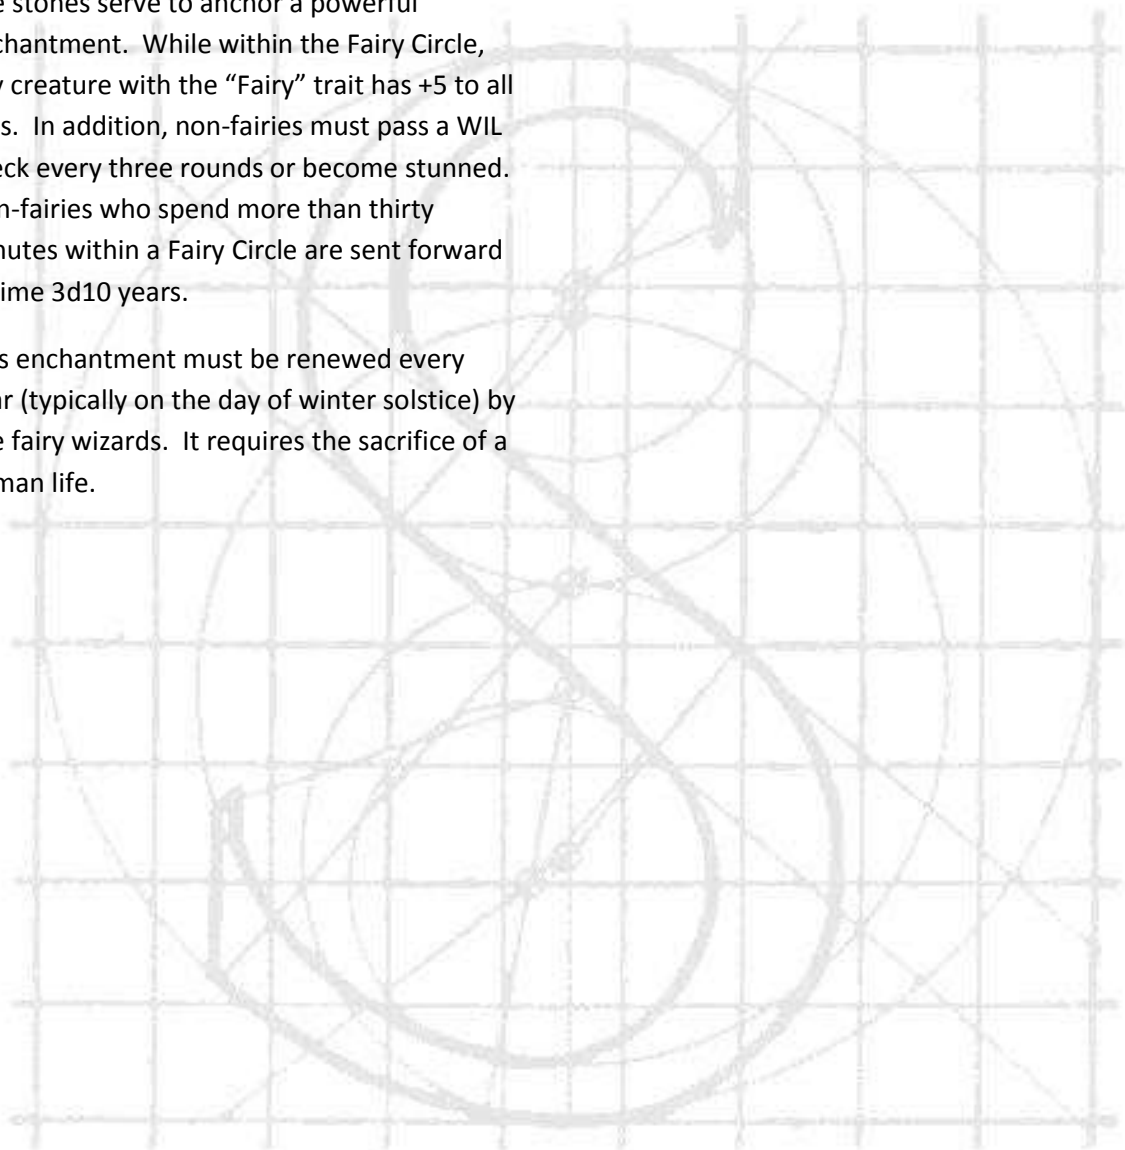 e stones serve to anchor a powerful
chantment. While within the Fairy Circle,
y creature with the “Fairy” trait has +5 to all
s. In addition, non-fairies must pass a WIL
eck every three rounds or become stunned.
n-fairies who spend more than thirty
nutes within a Fairy Circle are sent forward
time 3d10 years.
s enchantment must be renewed every
ar (typically on the day of winter solstice) by
e fairy wizards. It requires the sacrifice of a
man life.